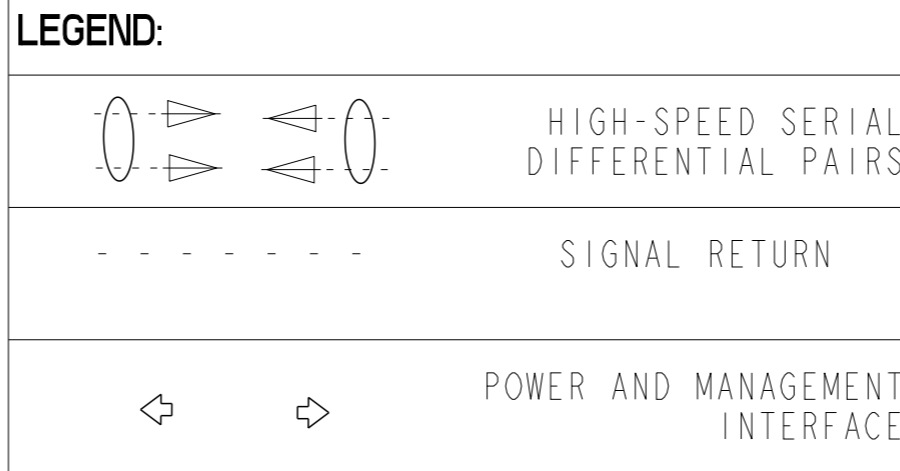 LEGEND:
HIGH-SPEED SERIAL
DIFFERENTIAL PAIRS
SIGNAL RETURN
POWER AND MANAGEMENT
INTERFACE